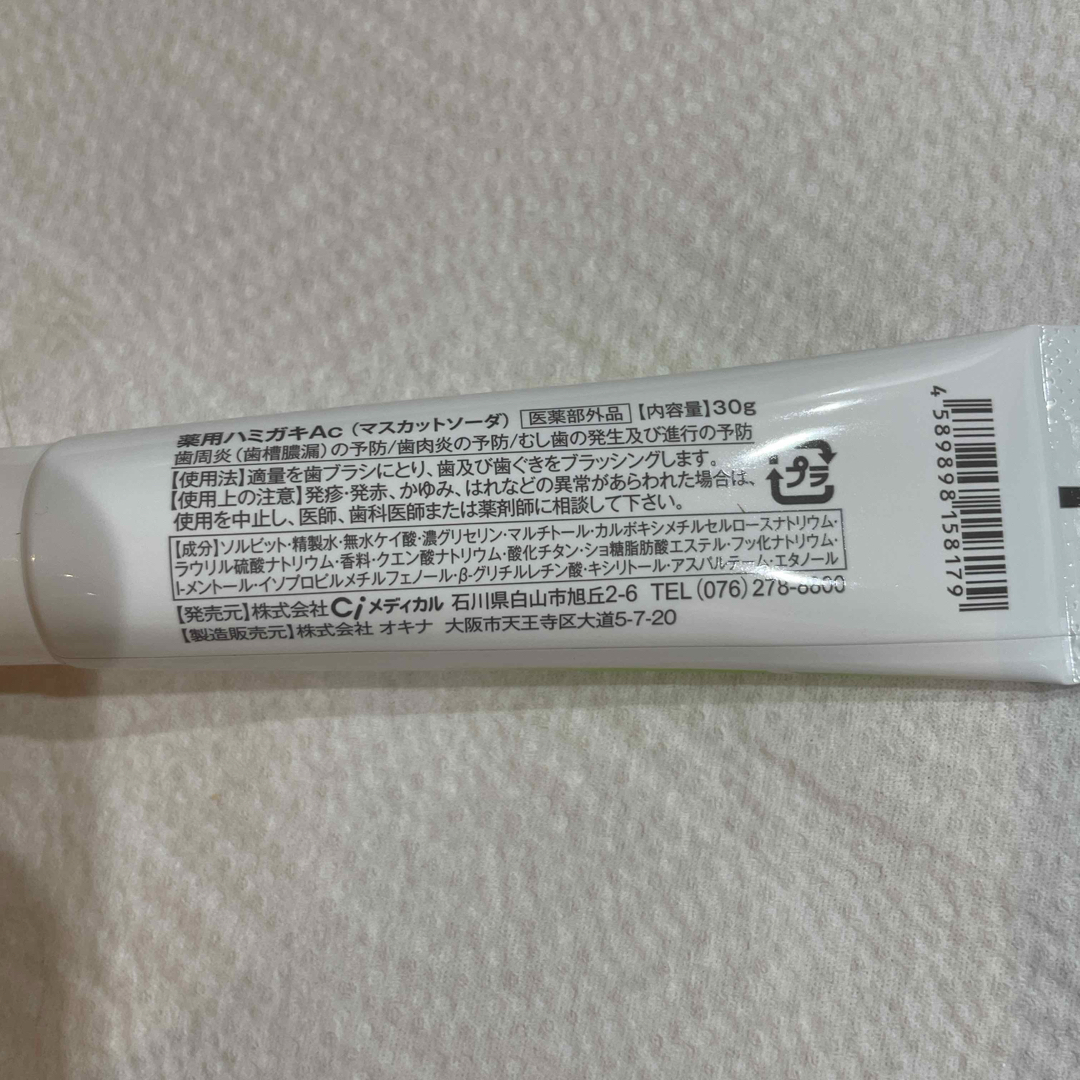 薬用ハミガキAc（マスカットソーダ） 医薬部外品 【内容量】30g
歯周炎（歯槽膿漏）の予防/歯肉炎の予防/むし歯の発生及び進行の予防
【使用法】適量を歯ブラシにとり、歯及び歯ぐきをブラッシングします。
【使用上の注意】発疹・発赤、かゆみ、はれなどの異常があらわれた場合は、
使用を中止し、医師、歯科医師または薬剤師に相談して下さい。
プラ
【成分】ソルビット・精製水・無水ケイ酸・濃グリセリン・マルチトール・カルボキシメチルセルロースナトリウム・
ラウリル硫酸ナトリウム・香料・クエン酸ナトリウム・酸化チタン・ショ糖脂肪酸エステル・フッ化ナトリウム・
l-メントール・イソプロピルメチルフェノール・β-グリチルレチン酸・キシリトール・アスパルテーム・エタノール
【発売元】株式会社Ciメディカル 石川県白山市旭丘2-6 TEL（076）278-8800
【製造販売元】株式会社 オキナ 大阪市天王寺区大道5-7-20
4 589898 158179